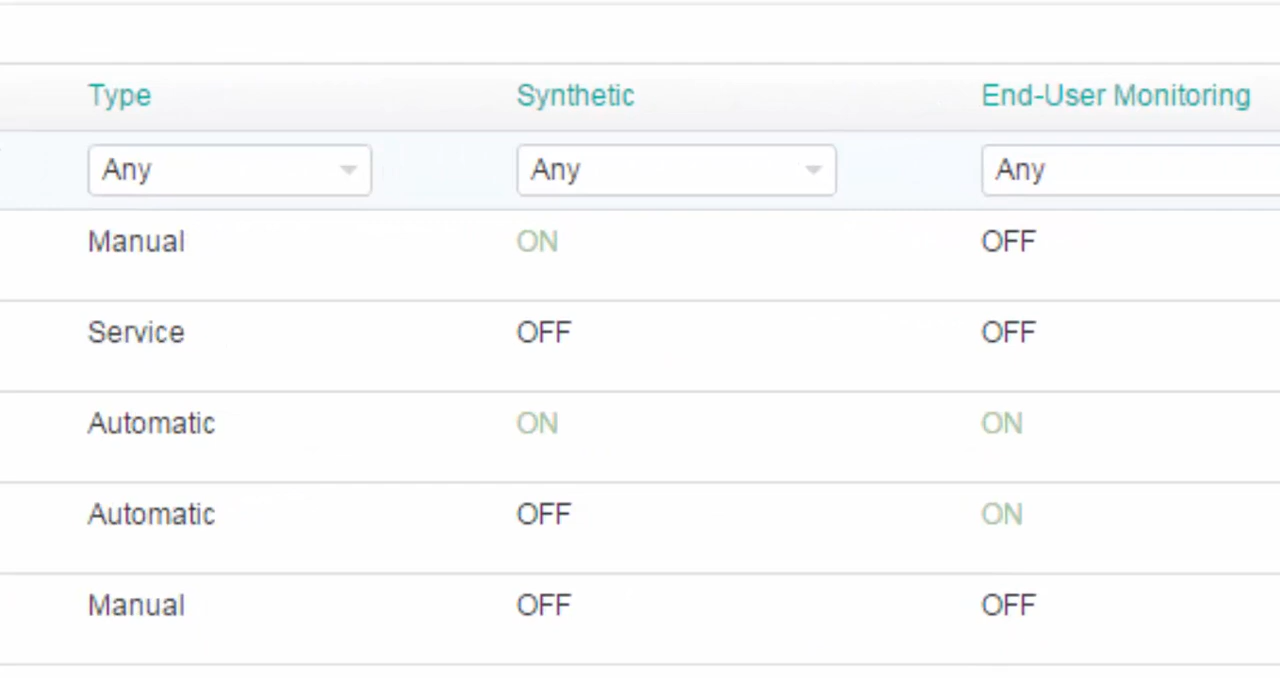 Type Synthetic End-User Monitoring
Any Any Any
Manual ON OFF
Service OFF OFF
Automatic ON ON
Automatic OFF ON
Manual OFF OFF